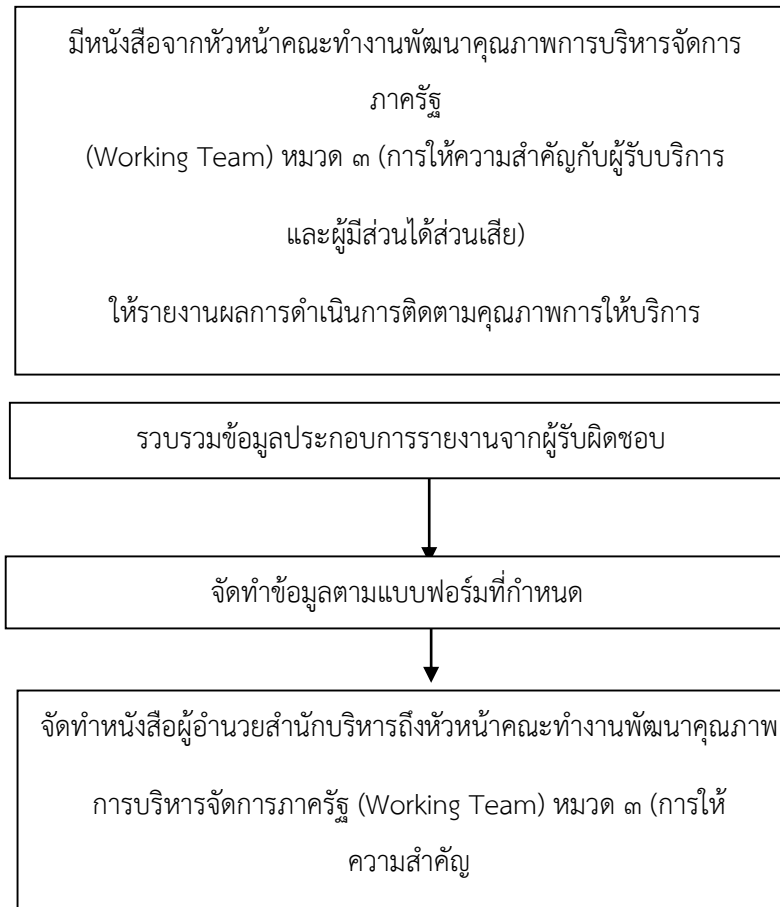 มีหนังสือจากหัวหน้าคณะทำงานพัฒนาคุณภาพการบริหารจัดการ
ภาครัฐ
(Working Team) หมวด ๓ (การให้ความสำคัญกับผู้รับบริการ
และผู้มีส่วนได้ส่วนเสีย)
ให้รายงานผลการดำเนินการติดตามคุณภาพการให้บริการ
รวบรวมข้อมูลประกอบการรายงานจากผู้รับผิดชอบ
จัดทำข้อมูลตามแบบฟอร์มที่กำหนด
จัดทำหนังสือผู้อำนวยสำนักบริหารถึงหัวหน้าคณะทำงานพัฒนาคุณภาพ
การบริหารจัดการภาครัฐ (Working Team) หมวด ๓ (การให้
ความสำคัญ